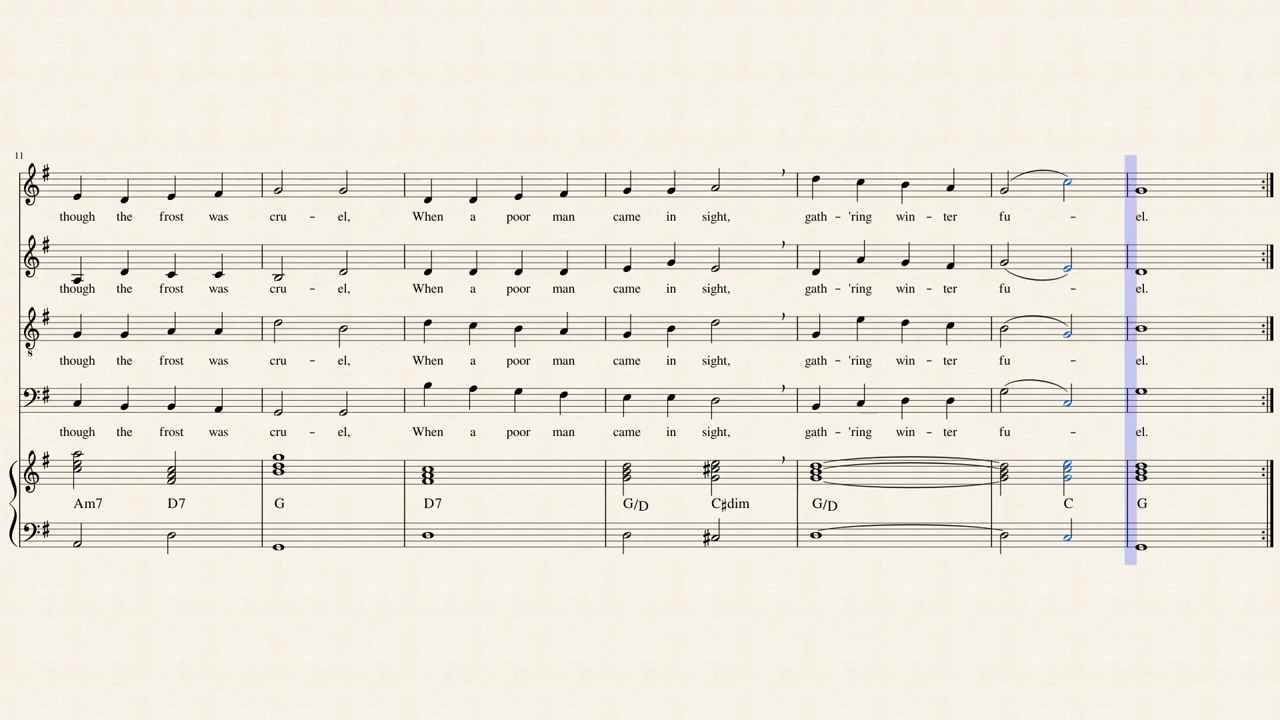 11
though the frost was cru - el, When a poor man came in sight, gath - 'ring win - ter fu - el.
though the frost was cru - el, When a poor man came in sight, gath - 'ring win - ter fu - el.
8
though the frost was cru - el, When a poor man came in sight, gath - 'ring win - ter fu - el.
though the frost was cru - el, When a poor man came in sight, gath - 'ring win - ter fu - el.
Am7 D7 G D7 G/D C♯dim G/D C G